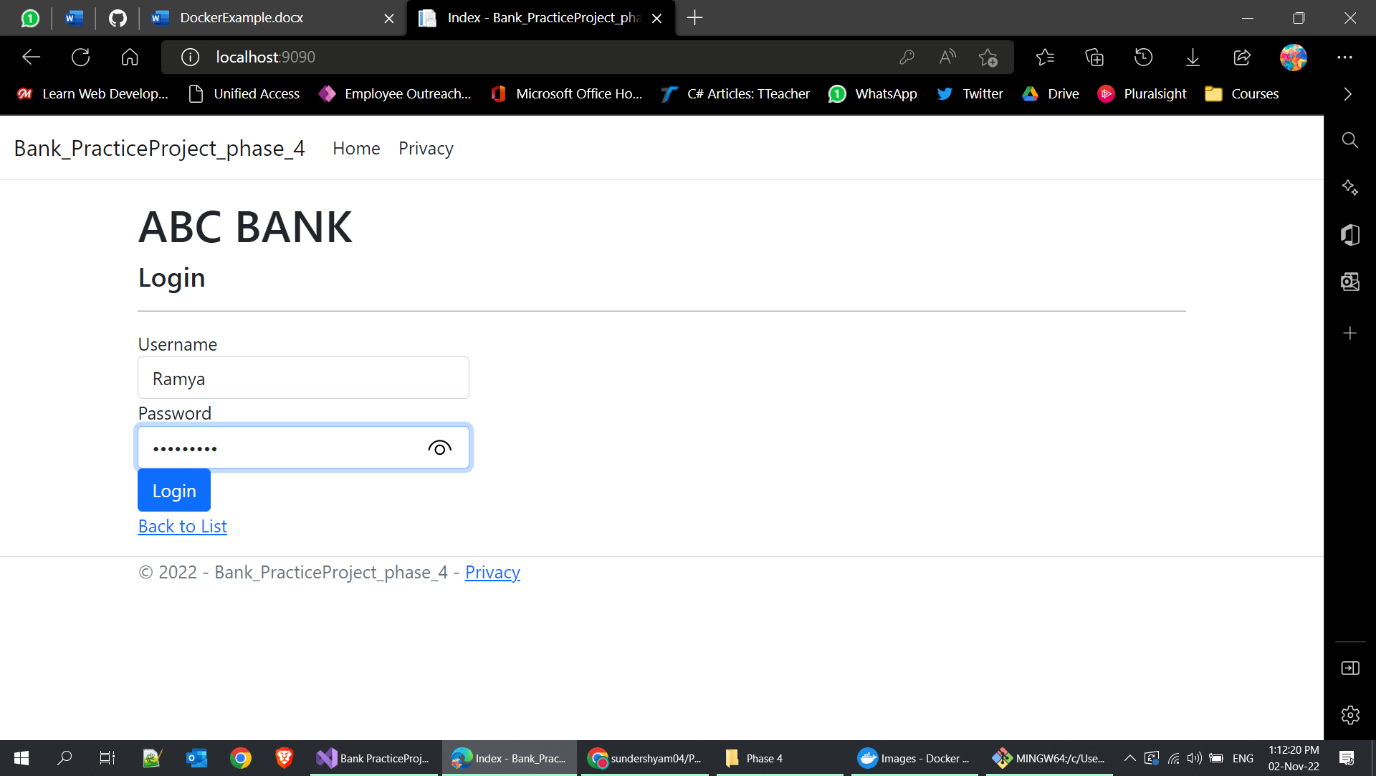 1
DockerExample.docx
Index - Bank_PracticeProject_pha
localhost:9090
Learn Web Develop...
Unified Access
Employee Outreach...
Microsoft Office Ho...
C# Articles: TTeacher
1
WhatsApp
Twitter
Drive
Pluralsight
Courses
Bank_PracticeProject_phase_4
Home
Privacy
ABC BANK
Login
Username
Ramya
Password
Login
Back to List
© 2022 - Bank_PracticeProject_phase_4 - Privacy
Bank PracticeProj...
Index - Bank_Prac...
sundershyam04/P...
Phase 4
Images - Docker ...
MINGW64:/c/Use...
ENG
1:12:20 PM
02-Nov-22